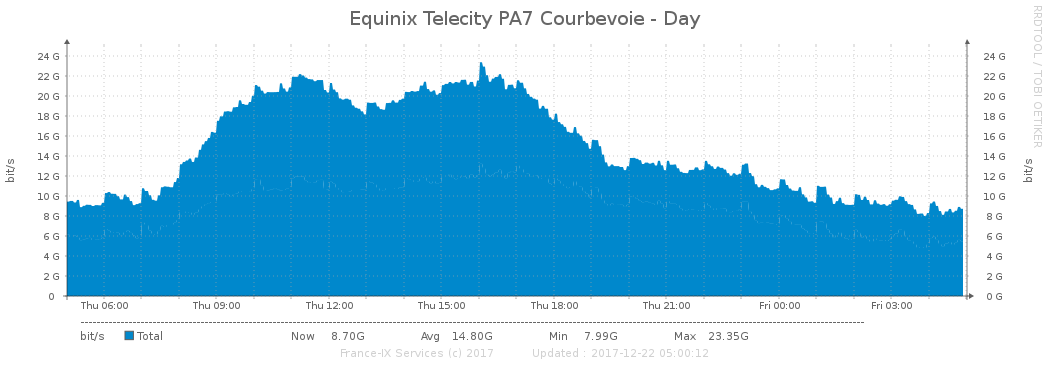 Equinix Telecity PA7 Courbevoie - Day
RRDTOOL / TOBI OETIKER
bit/s
24 G
22 G
20 G
18 G
16 G
14 G
12 G
10 G
8 G
6 G
4 G
2 G
0
24 G
22 G
20 G
18 G
16 G
14 G
12 G
10 G
8 G
6 G
4 G
2 G
0 G
bit/s
Thu 06:00 Thu 09:00 Thu 12:00 Thu 15:00 Thu 18:00 Thu 21:00 Fri 00:00 Fri 03:00
bit/s Total Now 8.70G Avg 14.80G Min 7.99G Max 23.35G
France-IX Services (c) 2017 Updated : 2017-12-22 05:00:12